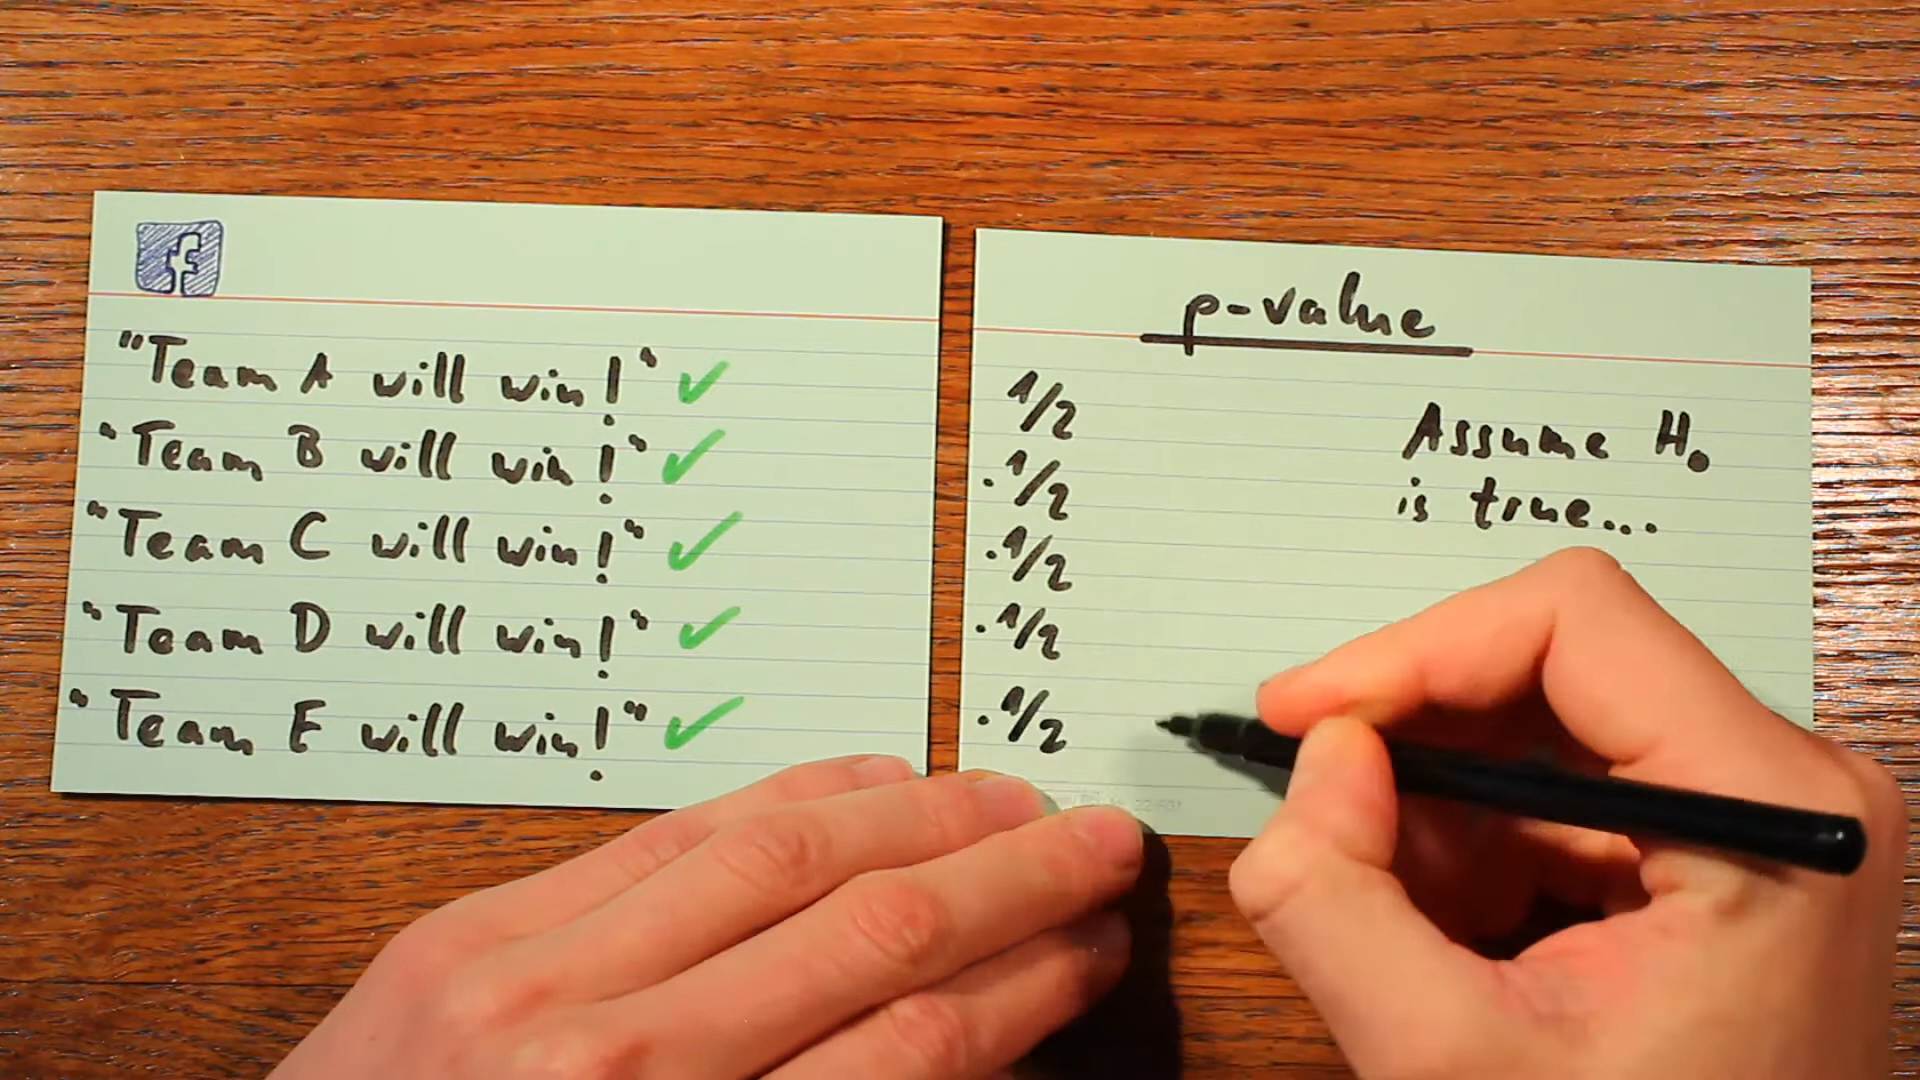 f
"Team A will win!" ✓
"Team B will win!" ✓
"Team C will win!" ✓
"Team D will win!" ✓
"Team E will win!" ✓
p-value
1/2
·1/2
·1/2
·1/2
·1/2
Assume H₀
is true...